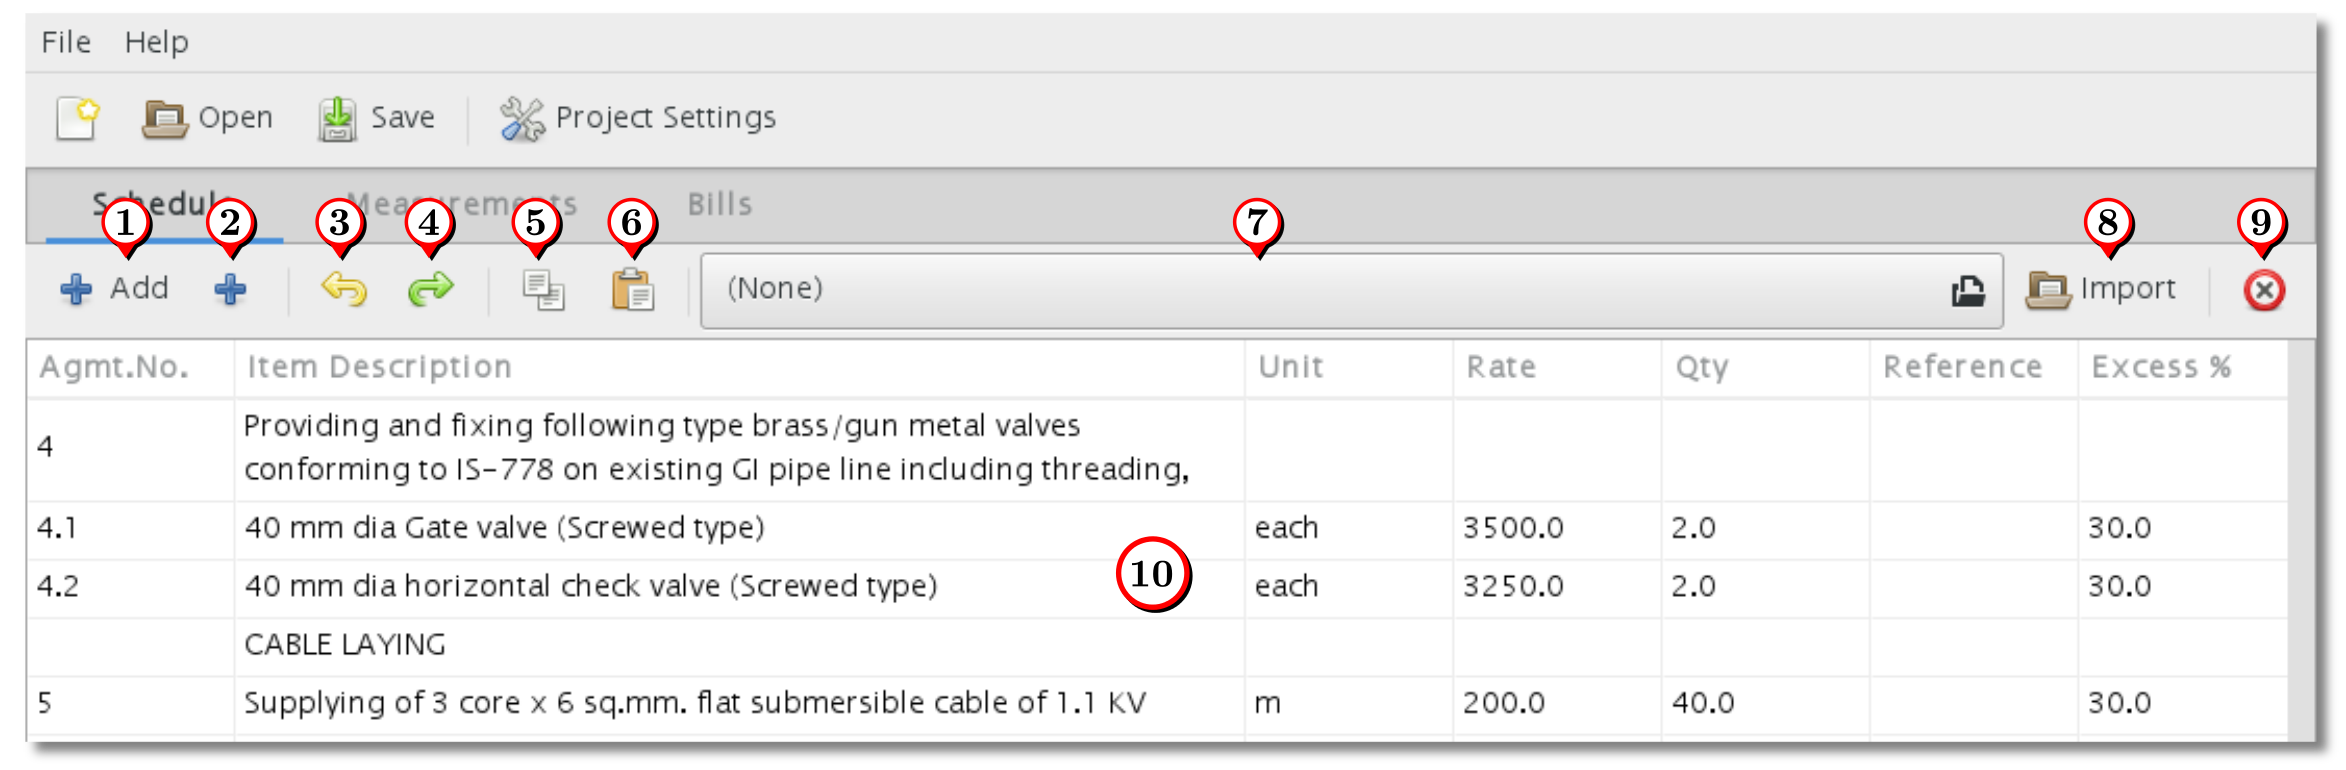 File Help
Open Save Project Settings
Schedule Measurements Bills
1 2 3 4 5 6 7 8 9
Add (None) Import
Agmt.No. Item Description Unit Rate Qty Reference Excess %
4 Providing and fixing following type brass/gun metal valves
conforming to IS-778 on existing GI pipe line including threading,
4.1 40 mm dia Gate valve (Screwed type) each 3500.0 2.0 30.0
10
4.2 40 mm dia horizontal check valve (Screwed type) each 3250.0 2.0 30.0
CABLE LAYING
5 Supplying of 3 core x 6 sq.mm. flat submersible cable of 1.1 KV m 200.0 40.0 30.0